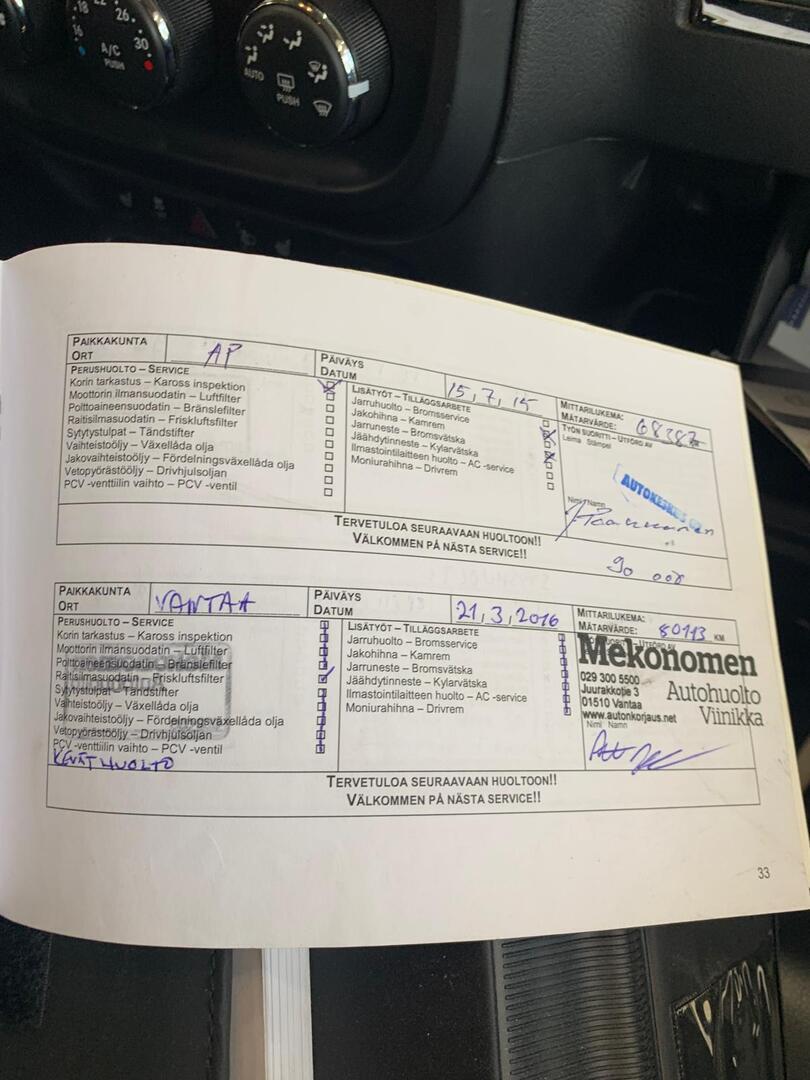 18
22
26
16
30
A/C
PUSH
AUTO
PUSH
PAIKKAKUNTA
ORT
AP
PÄIVÄYS
DATUM
15,7,15
MITTARILUKEMA:
MÄTARVÄRDE:
PERUSHUOLTO – SERVICE
Korin tarkastus – Kaross inspektion
Moottorin ilmansuodatin – Luftfilter
Polttoaineensuodatin – Bränslefilter
Raitisilmasuodatin – Friskluftsfilter
Sytytystulpat – Tändstifter
Vaihteistoöljy – Växellåda olja
Jakovaihteistoöljy – Fördelningsväxellåda olja
Vetopyörästööljy – Drivhjulsoljan
PCV -venttiilin vaihto – PCV -ventil
LISÄTYÖT – TILLÄGGSARBETE
Jarruhuolto – Bromsservice
Jakohihna – Kamrem
Jarruneste – Bromsvätska
Jäähdytinneste – Kylarvätska
Ilmastointilaitteen huolto – AC -service
Moniurahihna – Drivrem
TYÖN SUORITTI – UTFÖRD AV
Leima Stämpel
Nimi Namn
TERVETULOA SEURAAVAAN HUOLTOON!!
VÄLKOMMEN PÅ NÄSTA SERVICE!!
90 000
PAIKKAKUNTA
ORT
VANTAA
PÄIVÄYS
DATUM
21,3,2016
MITTARILUKEMA:
MÄTARVÄRDE: 80113 KM
PERUSHUOLTO – SERVICE
Korin tarkastus – Kaross inspektion
Moottorin ilmansuodatin – Luftfilter
Polttoaineensuodatin – Bränslefilter
Raitisilmasuodatin – Friskluftsfilter
Sytytystulpat – Tändstifter
Vaihteistoöljy – Växellåda olja
Jakovaihteistoöljy – Fördelningsväxellåda olja
Vetopyörästööljy – Drivhjulsoljan
PCV -venttiilin vaihto – PCV -ventil
KEVÄTHUOLTO
LISÄTYÖT – TILLÄGGSARBETE
Jarruhuolto – Bromsservice
Jakohihna – Kamrem
Jarruneste – Bromsvätska
Jäähdytinneste – Kylarvätska
Ilmastointilaitteen huolto – AC -service
Moniurahihna – Drivrem
Mekonomen
029 300 5500
Juurakkotie 3
01510 Vantaa
www.autonkorjaus.net
Autohuolto
Viinikka
Nimi Namn
TERVETULOA SEURAAVAAN HUOLTOON!!
VÄLKOMMEN PÅ NÄSTA SERVICE!!
33